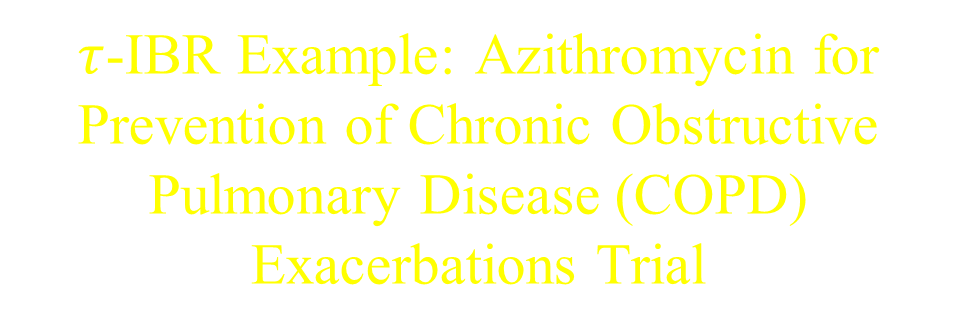 τ-IBR Example: Azithromycin for
Prevention of Chronic Obstructive
Pulmonary Disease (COPD)
Exacerbations Trial